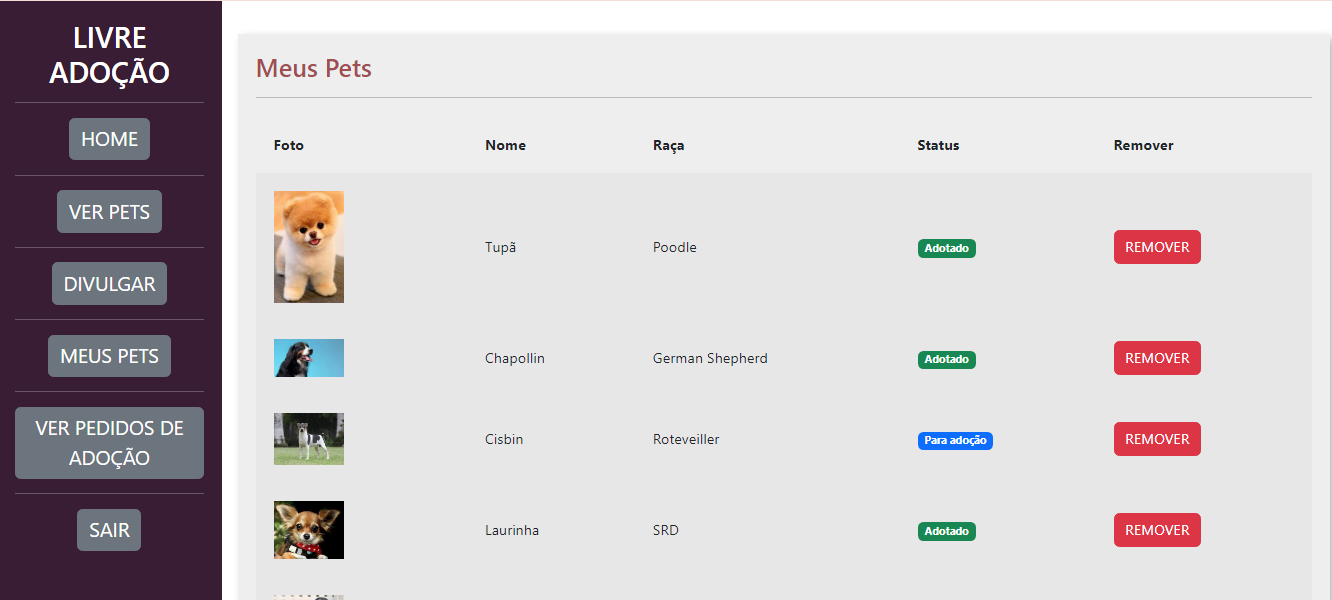 LIVRE
ADOÇÃO
HOME
VER PETS
DIVULGAR
MEUS PETS
VER PEDIDOS DE
ADOÇÃO
SAIR
Meus Pets
Foto Nome Raça Status Remover
Tupã Poodle Adotado REMOVER
Chapollin German Shepherd Adotado REMOVER
Cisbin Roteveiller Para adoção REMOVER
Laurinha SRD Adotado REMOVER